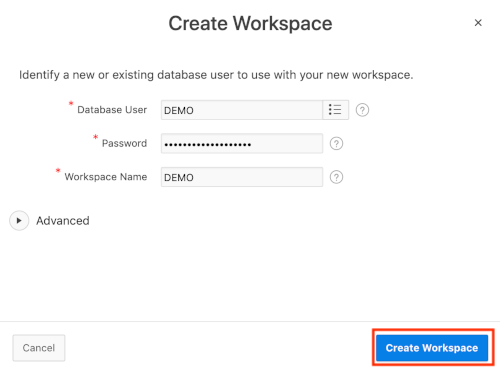 Create Workspace
×
Identify a new or existing database user to use with your new workspace.
* Database User DEMO ?
* Password ••••••••••••••••••• ?
* Workspace Name DEMO ?
Advanced
Cancel Create Workspace